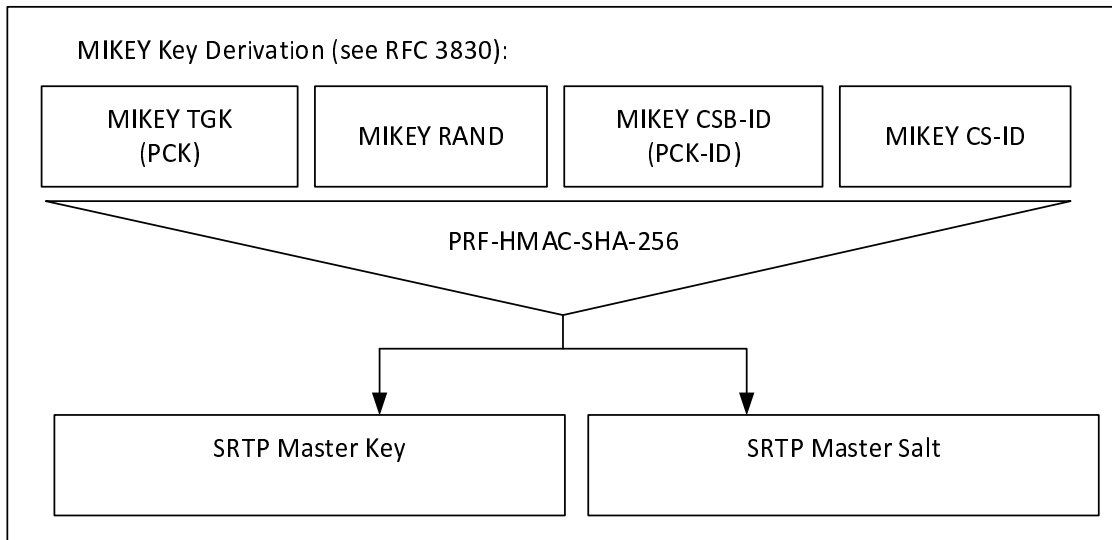 MIKEY Key Derivation (see RFC 3830):
MIKEY TGK
(PCK)
MIKEY RAND
MIKEY CSB-ID
(PCK-ID)
MIKEY CS-ID
PRF-HMAC-SHA-256
SRTP Master Key
SRTP Master Salt